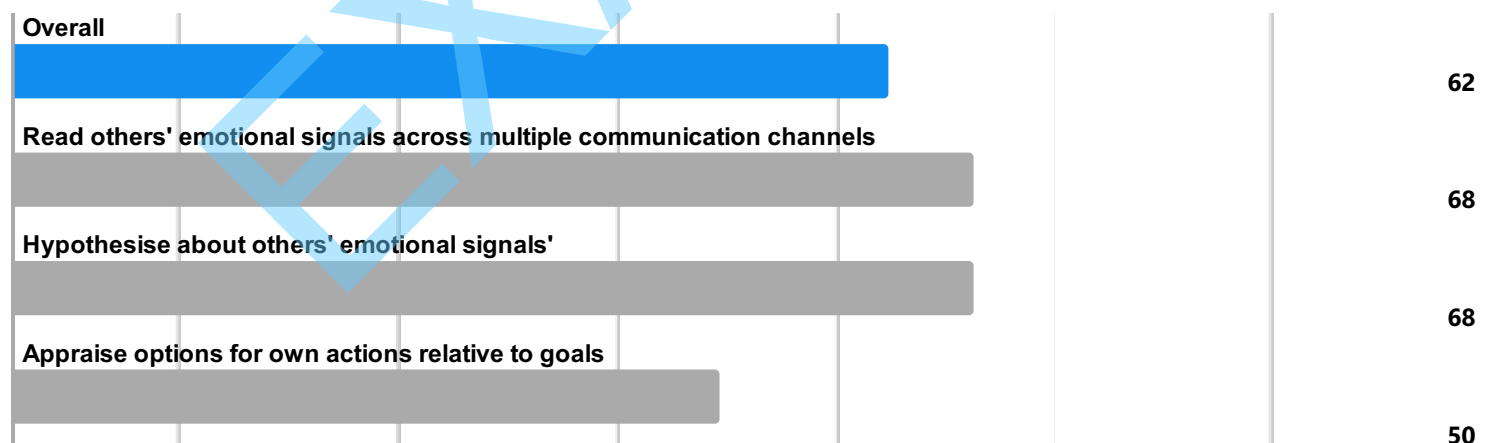 Overall
62
Read others' emotional signals across multiple communication channels
68
Hypothesise about others' emotional signals'
68
Appraise options for own actions relative to goals
50